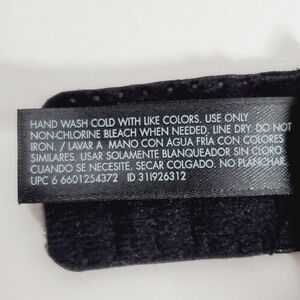 HAND WASH COLD WITH LIKE COLORS. USE ONLY
NON-CHLORINE BLEACH WHEN NEEDED. LINE DRY. DO NOT
IRON. / LAVAR A MANO CON AGUA FRÍA CON COLORES
SIMILARES. USAR SOLAMENTE BLANQUEADOR SIN CLORO
CUANDO SE NECESITE. SECAR COLGADO. NO PLANCHAR.
UPC 6 6601254372 ID 311926312